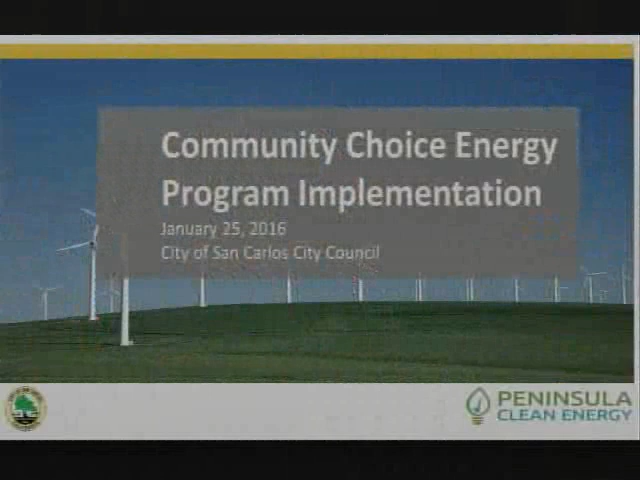 Community Choice Energy
Program Implementation
January 25, 2016
City of San Carlos City Council
PENINSULA
CLEAN ENERGY